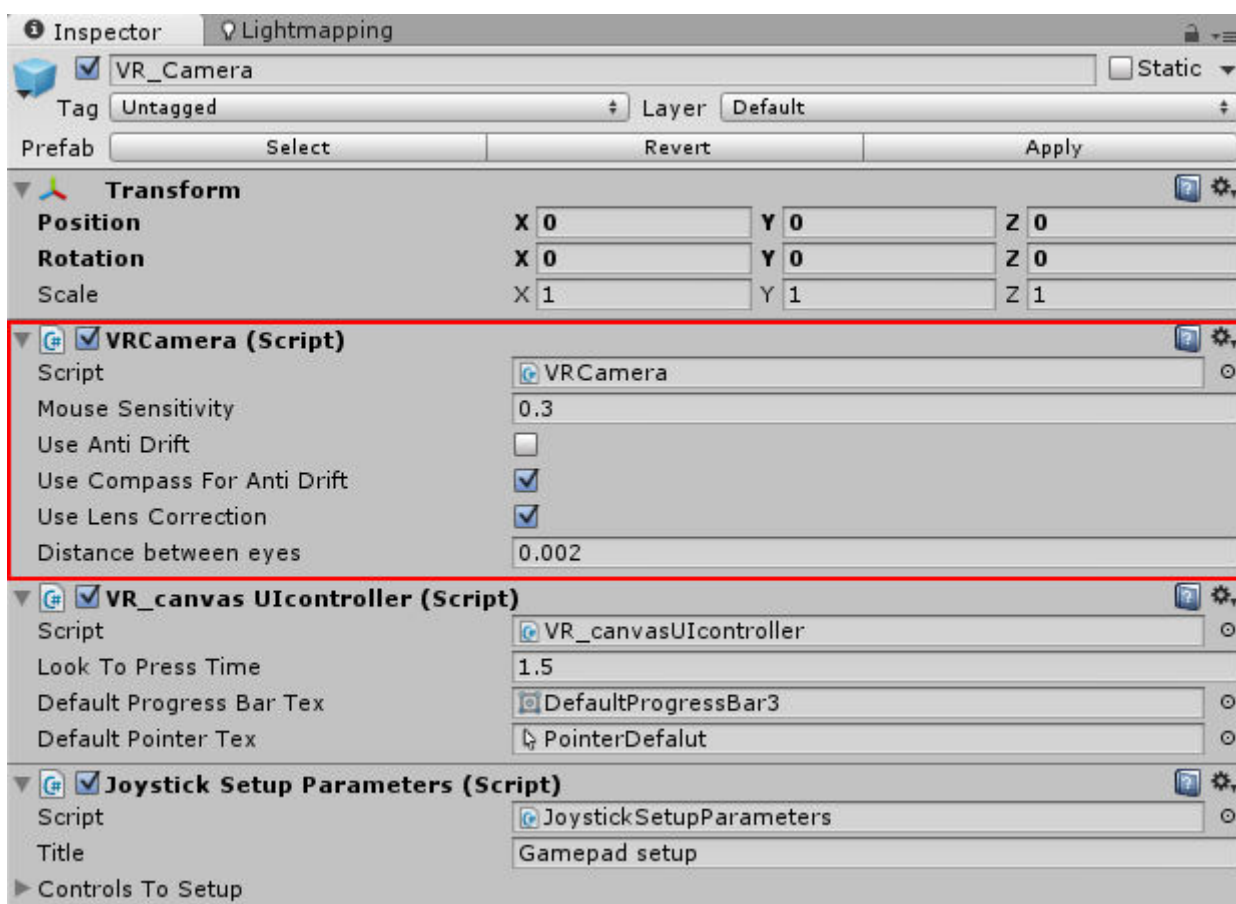 Inspector Lightmapping
VR_Camera Static
Tag Untagged Layer Default
Prefab Select Revert Apply
Transform
Position X 0 Y 0 Z 0
Rotation X 0 Y 0 Z 0
Scale X 1 Y 1 Z 1
VRCamera (Script)
Script VRCamera
Mouse Sensitivity 0.3
Use Anti Drift
Use Compass For Anti Drift
Use Lens Correction
Distance between eyes 0.002
VR_canvas UIcontroller (Script)
Script VR_canvasUIcontroller
Look To Press Time 1.5
Default Progress Bar Tex DefaultProgressBar3
Default Pointer Tex PointerDefalut
Joystick Setup Parameters (Script)
Script JoystickSetupParameters
Title Gamepad setup
Controls To Setup